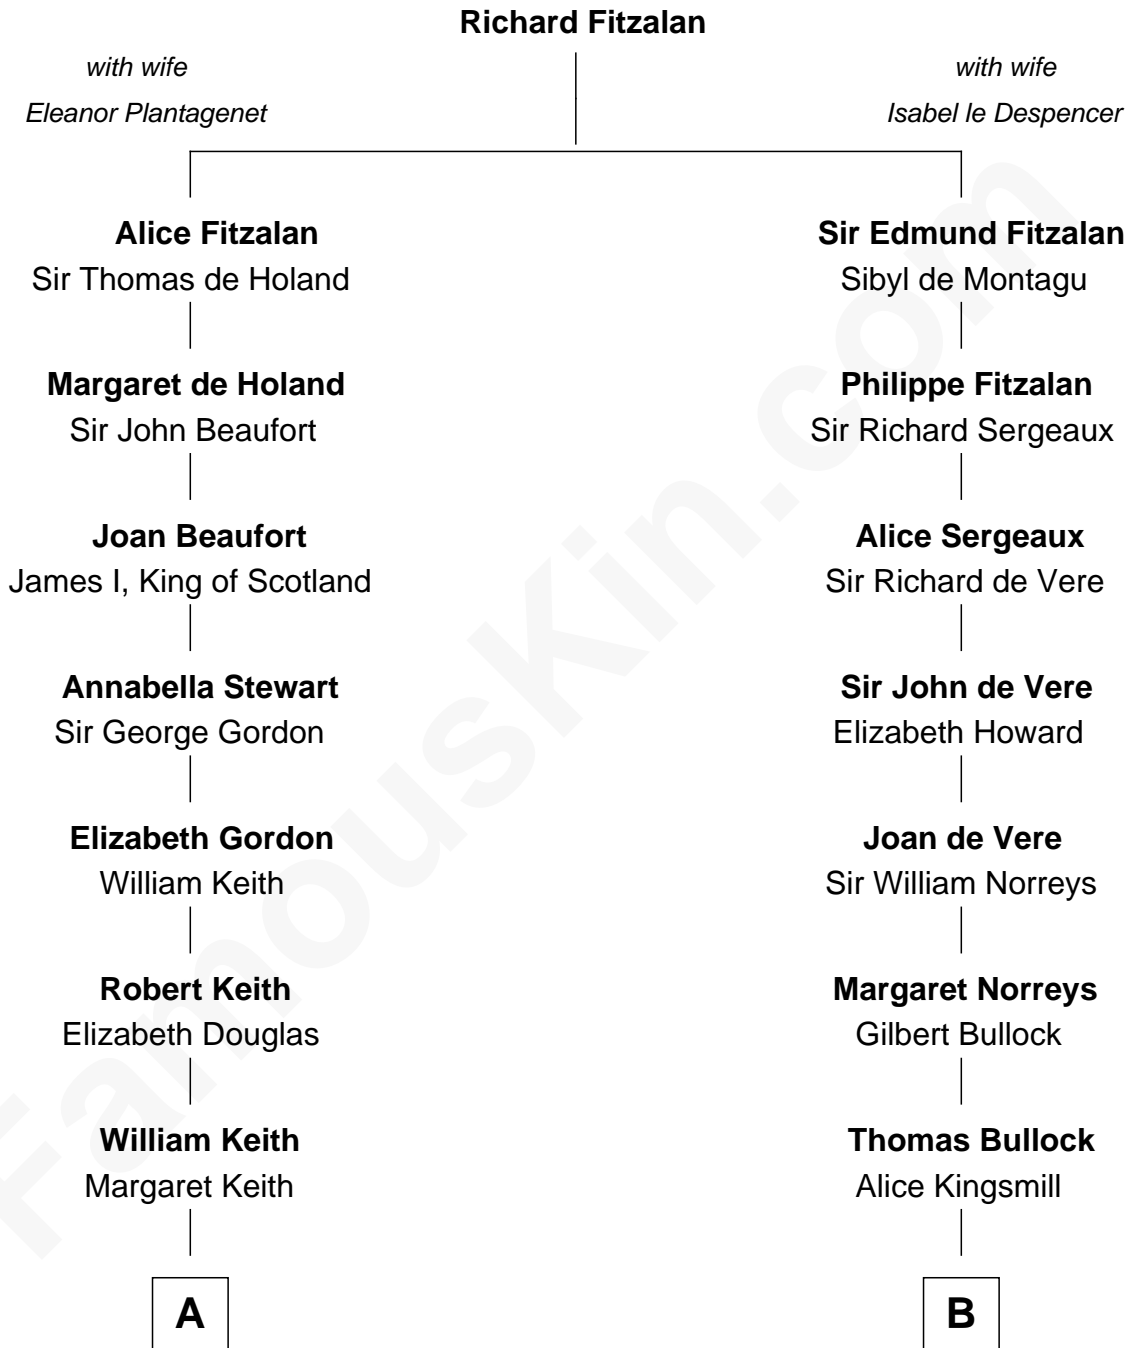 Richard Fitzalan
with wife
Eleanor Plantagenet
with wife
Isabel le Despencer
Alice Fitzalan
Sir Thomas de Holand
Sir Edmund Fitzalan
Sibyl de Montagu
Margaret de Holand
Sir John Beaufort
Philippe Fitzalan
Sir Richard Sergeaux
Joan Beaufort
James I, King of Scotland
Alice Sergeaux
Sir Richard de Vere
Annabella Stewart
Sir George Gordon
Sir John de Vere
Elizabeth Howard
Elizabeth Gordon
William Keith
Joan de Vere
Sir William Norreys
Robert Keith
Elizabeth Douglas
Margaret Norreys
Gilbert Bullock
William Keith
Margaret Keith
Thomas Bullock
Alice Kingsmill
A
B
FamousKin.com